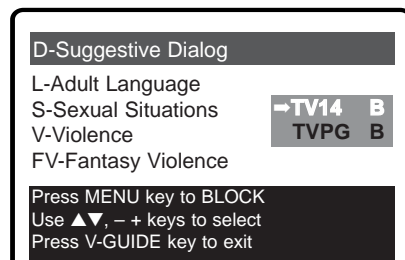 D-Suggestive Dialog
L-Adult Language
S-Sexual Situations
➡TV14 B
V-Violence
TVPG B
FV-Fantasy Violence
Press MENU key to BLOCK
Use ▲▼, – + keys to select
Press V-GUIDE key to exit